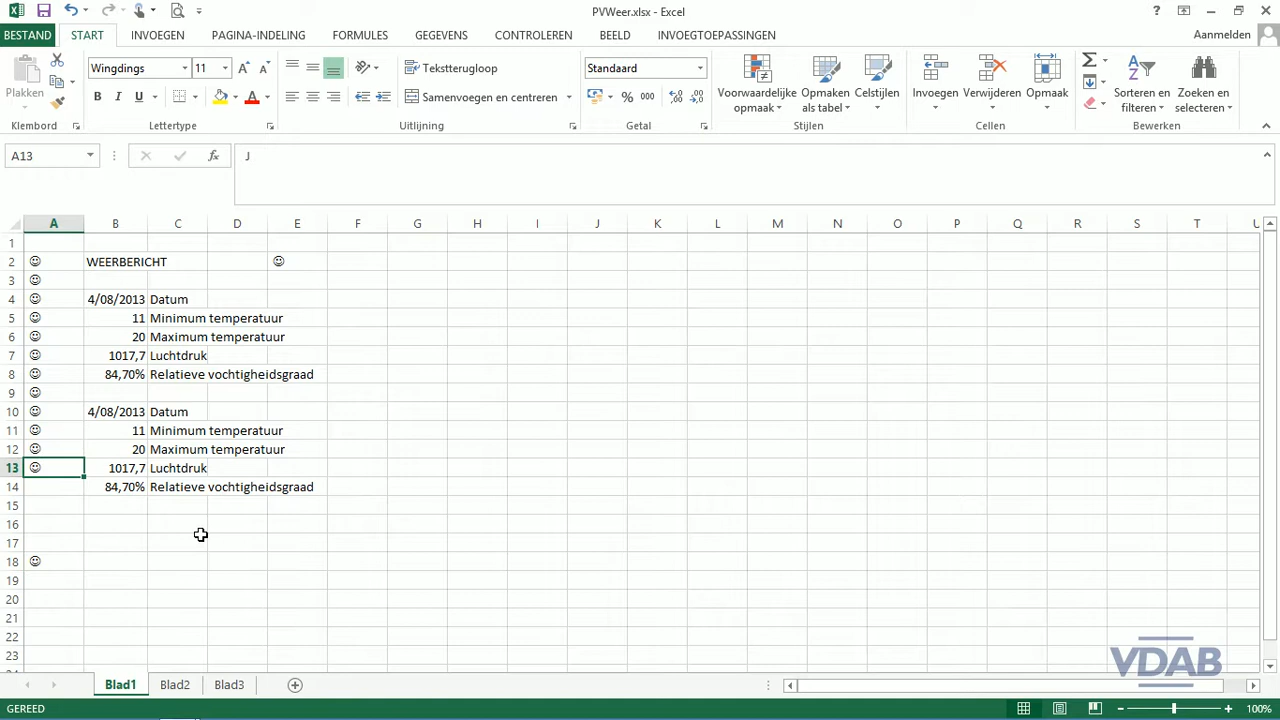 PVWeer.xlsx - Excel
?
BESTAND START INVOEGEN PAGINA-INDELING FORMULES GEGEVENS CONTROLEREN BEELD INVOEGTOEPASSINGEN Aanmelden
Plakken
Klembord
Wingdings 11
B I U
Lettertype
Tekstterugloop
Samenvoegen en centreren
Uitlijning
Standaard
% 000
Getal
Voorwaardelijke opmaak
Opmaken als tabel
Celstijlen
Stijlen
Invoegen Verwijderen Opmaak
Cellen
Sorteren en filteren
Zoeken en selecteren
Bewerken
A13 fx J
A B C D E F G H I J K L M N O P Q R S T U
1
2 ☺ WEERBERICHT ☺
3 ☺
4 ☺ 4/08/2013 Datum
5 ☺ 11 Minimum temperatuur
6 ☺ 20 Maximum temperatuur
7 ☺ 1017,7 Luchtdruk
8 ☺ 84,70% Relatieve vochtigheidsgraad
9 ☺
10 ☺ 4/08/2013 Datum
11 ☺ 11 Minimum temperatuur
12 ☺ 20 Maximum temperatuur
13 ☺ 1017,7 Luchtdruk
14 84,70% Relatieve vochtigheidsgraad
15
16
17
18 ☺
19
20
21
22
23
VDAB
Blad1 Blad2 Blad3
GEREED 100%